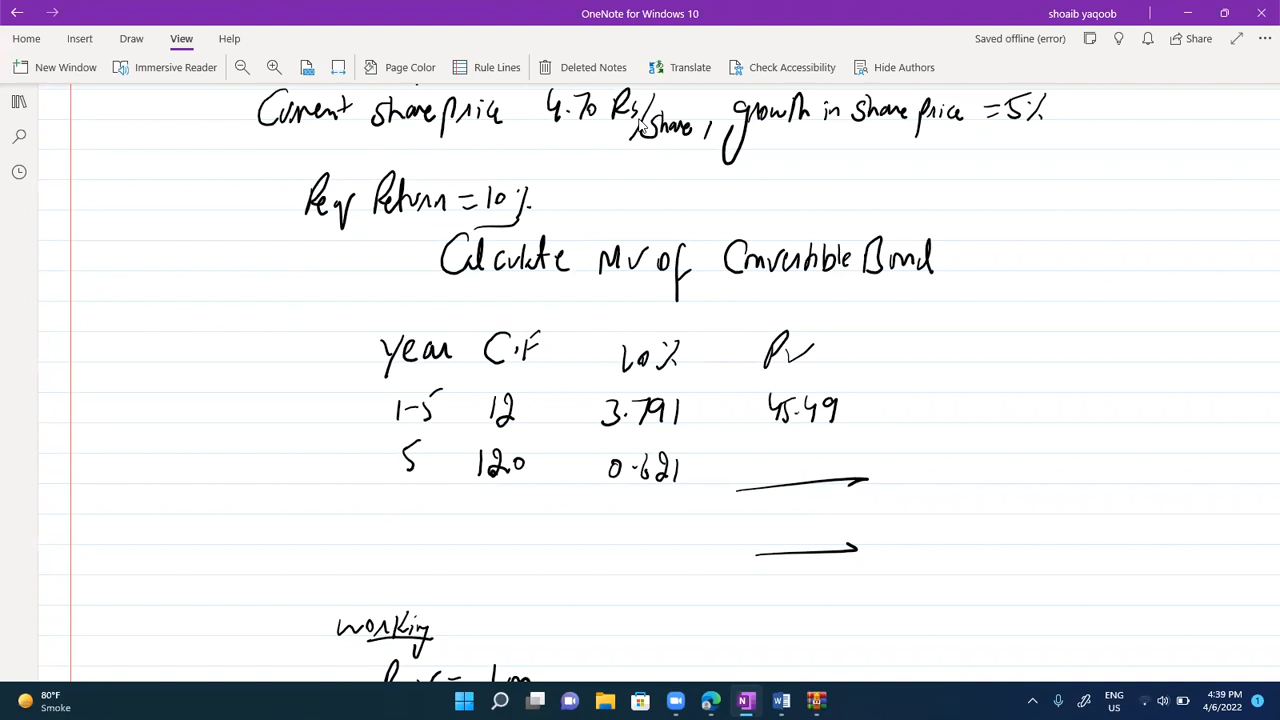 OneNote for Windows 10
shoaib yaqoob
Home Insert Draw View Help
Saved offline (error) Share
New Window Immersive Reader Page Color Rule Lines Deleted Notes Translate Check Accessibility Hide Authors
Current share price 4.70 Rs/share, growth in share price = 5%
Req Return = 10%
Calculate MV of Convertible Bond
year C.F 10% PV
1-5 12 3.791 45.49
5 120 0.621
working
80°F
Smoke
ENG
US
4:39 PM
4/6/2022